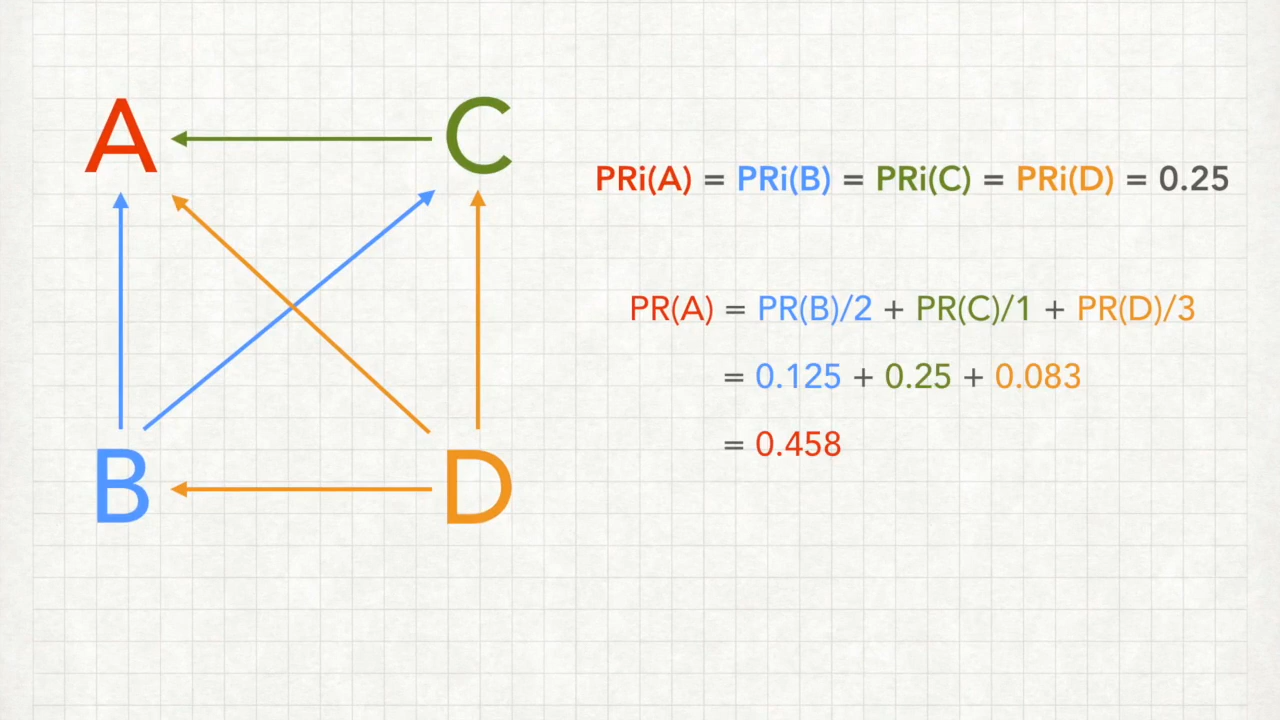 A
C
PRi(A) = PRi(B) = PRi(C) = PRi(D) = 0.25
PR(A) = PR(B)/2 + PR(C)/1 + PR(D)/3
= 0.125 + 0.25 + 0.083
= 0.458
B
D